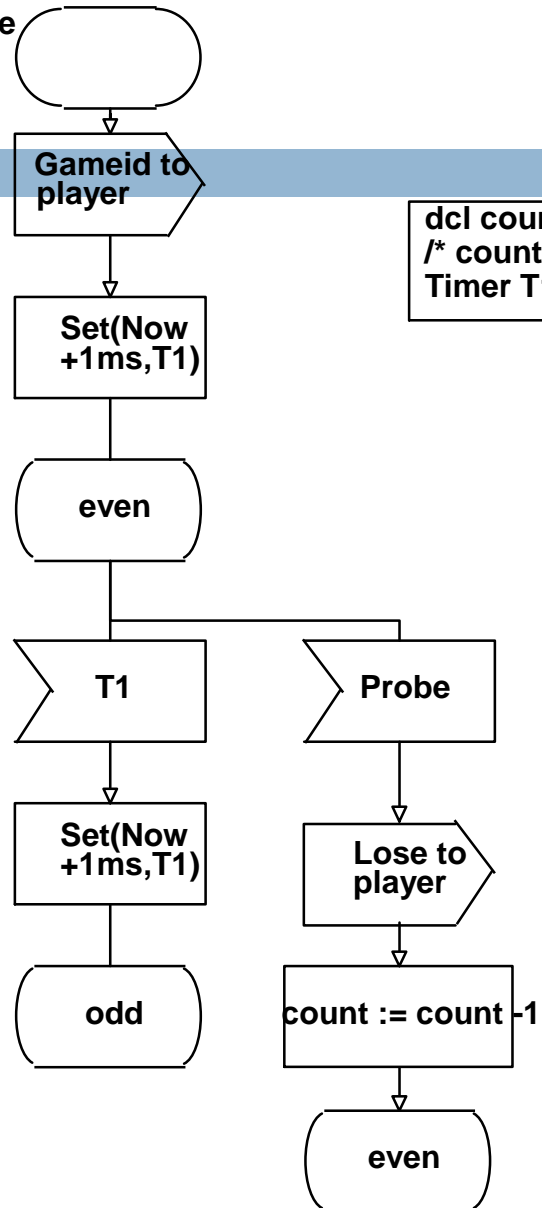 e
Gameid to
player
dcl coun
/* count
Timer T
Set(Now
+1ms,T1)
even
T1
Probe
Set(Now
+1ms,T1)
Lose to
player
odd
count := count -1
even